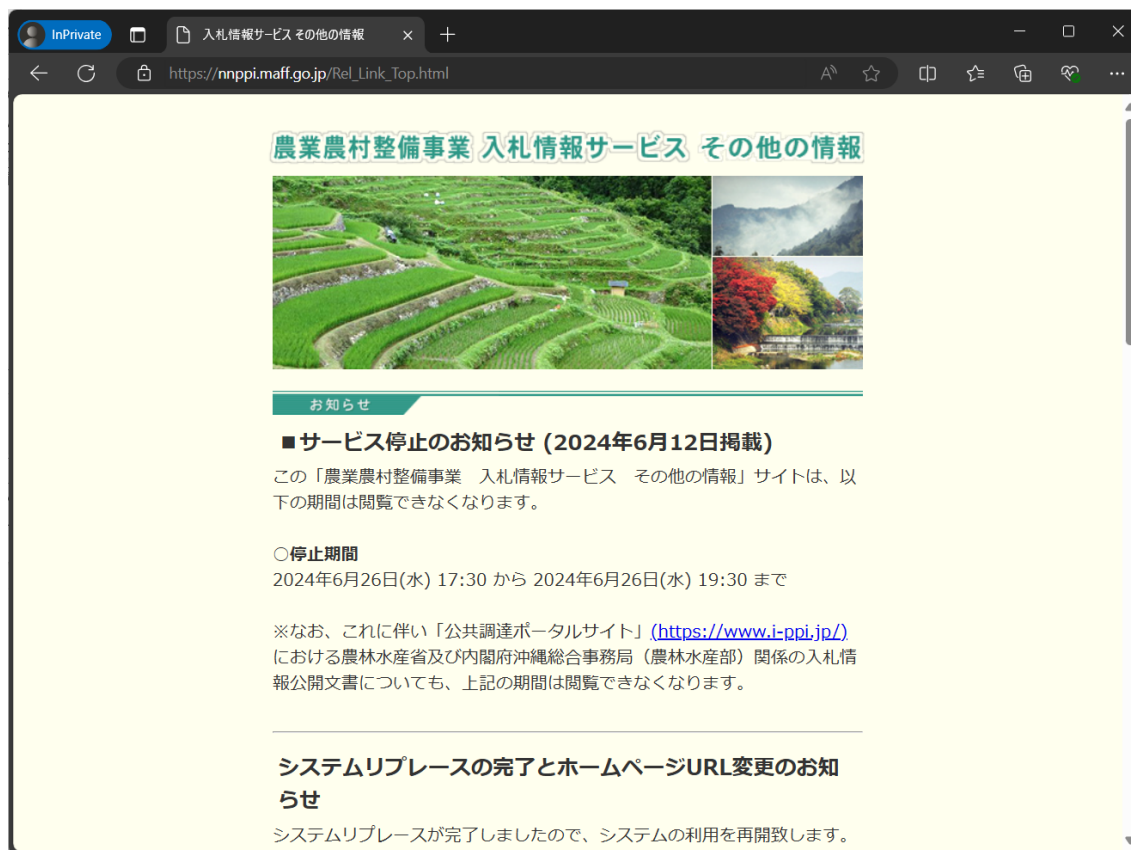 InPrivate
入札情報サービス その他の情報
https://nnppi.maff.go.jp/Rel_Link_Top.html
農業農村整備事業 入札情報サービス その他の情報
お知らせ
■サービス停止のお知らせ (2024年6月12日掲載)
この「農業農村整備事業　入札情報サービス　その他の情報」サイトは、以
下の期間は閲覧できなくなります。
○停止期間
2024年6月26日(水) 17:30 から 2024年6月26日(水) 19:30 まで
※なお、これに伴い「公共調達ポータルサイト」(https://www.i-ppi.jp/)
における農林水産省及び内閣府沖縄総合事務局（農林水産部）関係の入札情
報公開文書についても、上記の期間は閲覧できなくなります。
システムリプレースの完了とホームページURL変更のお知
らせ
システムリプレースが完了しましたので、システムの利用を再開致します。